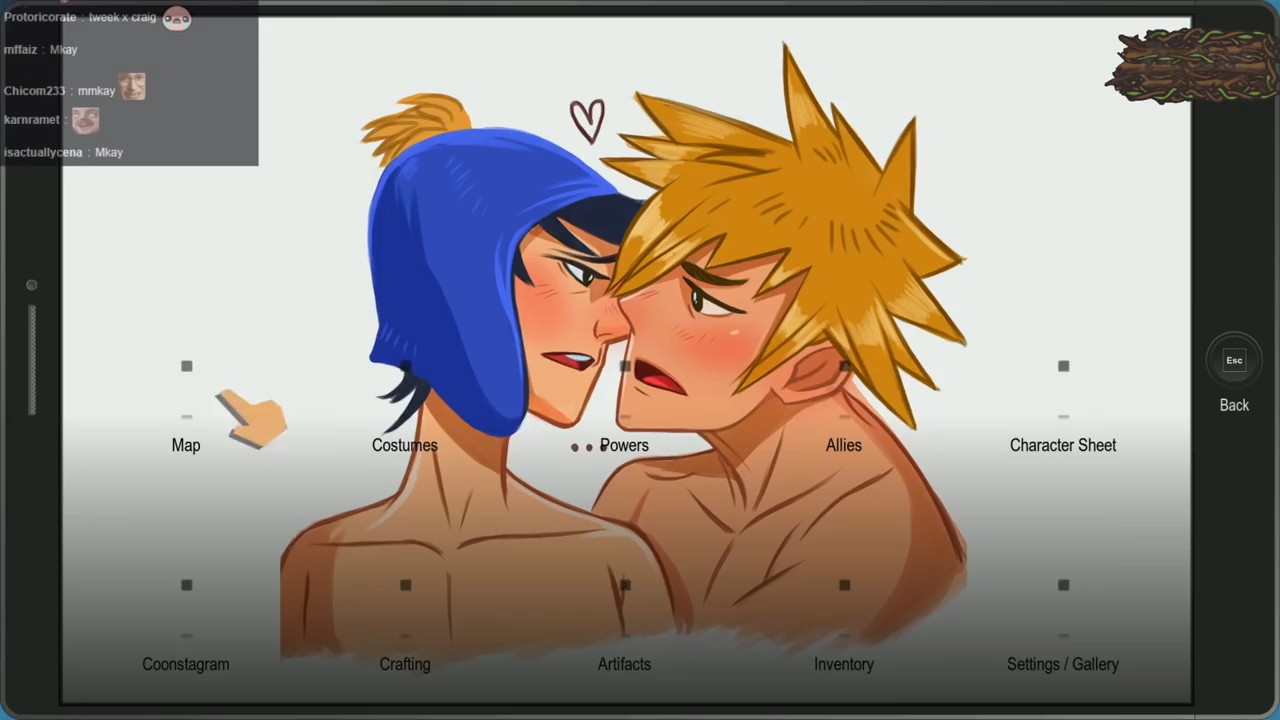 Protoricorate : tweek x craig
mffaiz : Mkay
Chicom233 : mmkay
karnramet :
isactuallycena : Mkay
Esc
Back
Map
Costumes
Powers
Allies
Character Sheet
Coonstagram
Crafting
Artifacts
Inventory
Settings / Gallery